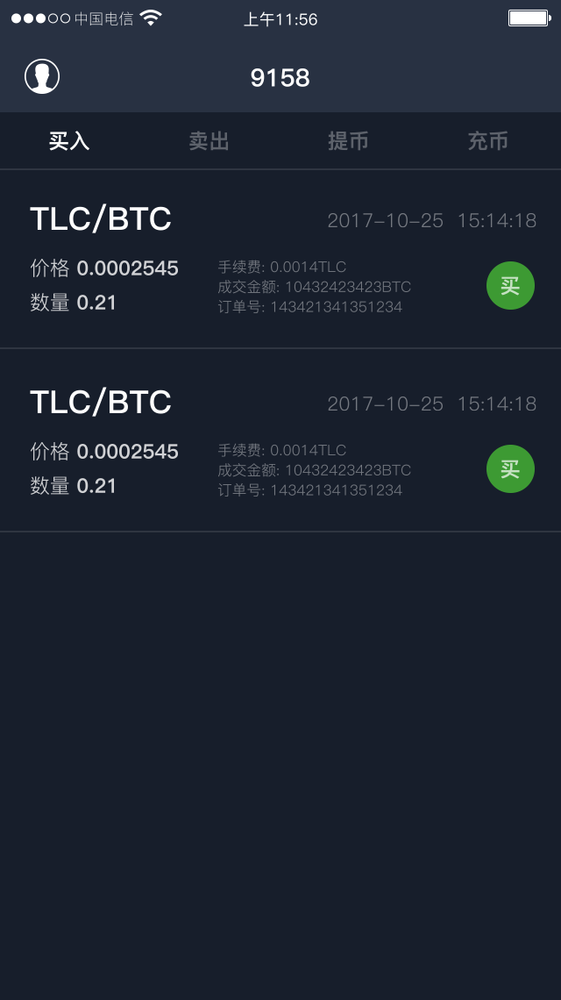 中国电信 上午11:56
9158
买入 卖出 提币 充币
TLC/BTC 2017-10-25 15:14:18
价格 0.0002545
数量 0.21
手续费: 0.0014TLC
成交金额: 10432423423BTC
订单号: 143421341351234
买
TLC/BTC 2017-10-25 15:14:18
价格 0.0002545
数量 0.21
手续费: 0.0014TLC
成交金额: 10432423423BTC
订单号: 143421341351234
买